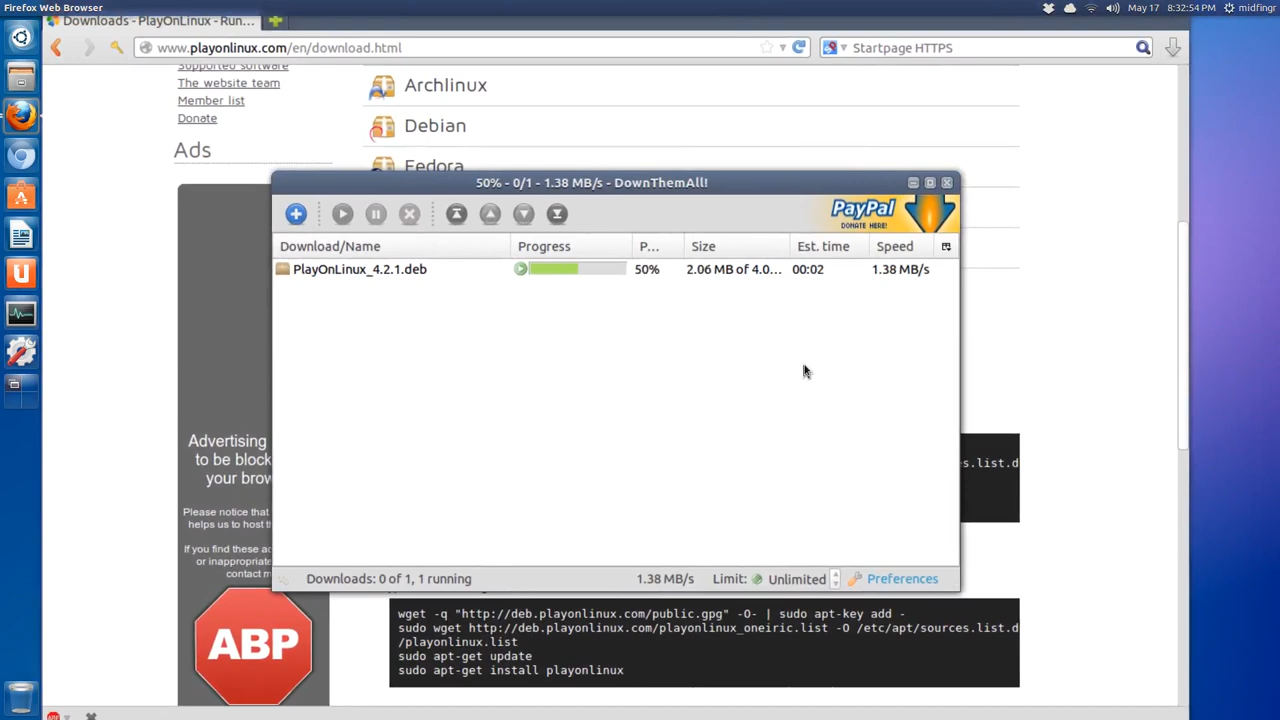 Firefox Web Browser
May 17
8:32:54 PM
midfingr
Downloads - PlayOnLinux - Run...
www.playonlinux.com/en/download.html
Startpage HTTPS
Supported software
The website team
Member list
Donate
Ads
Archlinux
Debian
Fedora
50% - 0/1 - 1.38 MB/s - DownThemAll!
PayPal
DONATE HERE!
Download/Name
Progress
P...
Size
Est. time
Speed
PlayOnLinux_4.2.1.deb
50%
2.06 MB of 4.0...
00:02
1.38 MB/s
Downloads: 0 of 1, 1 running
1.38 MB/s
Limit:
Unlimited
Preferences
Advertising
to be block
your brow
Please notice that
helps us to host th
If you find these ad
or inappropriate
contact m
ABP
es.list.d
wget -q "http://deb.playonlinux.com/public.gpg" -O- | sudo apt-key add -
sudo wget http://deb.playonlinux.com/playonlinux_oneiric.list -O /etc/apt/sources.list.d
/playonlinux.list
sudo apt-get update
sudo apt-get install playonlinux
ABP